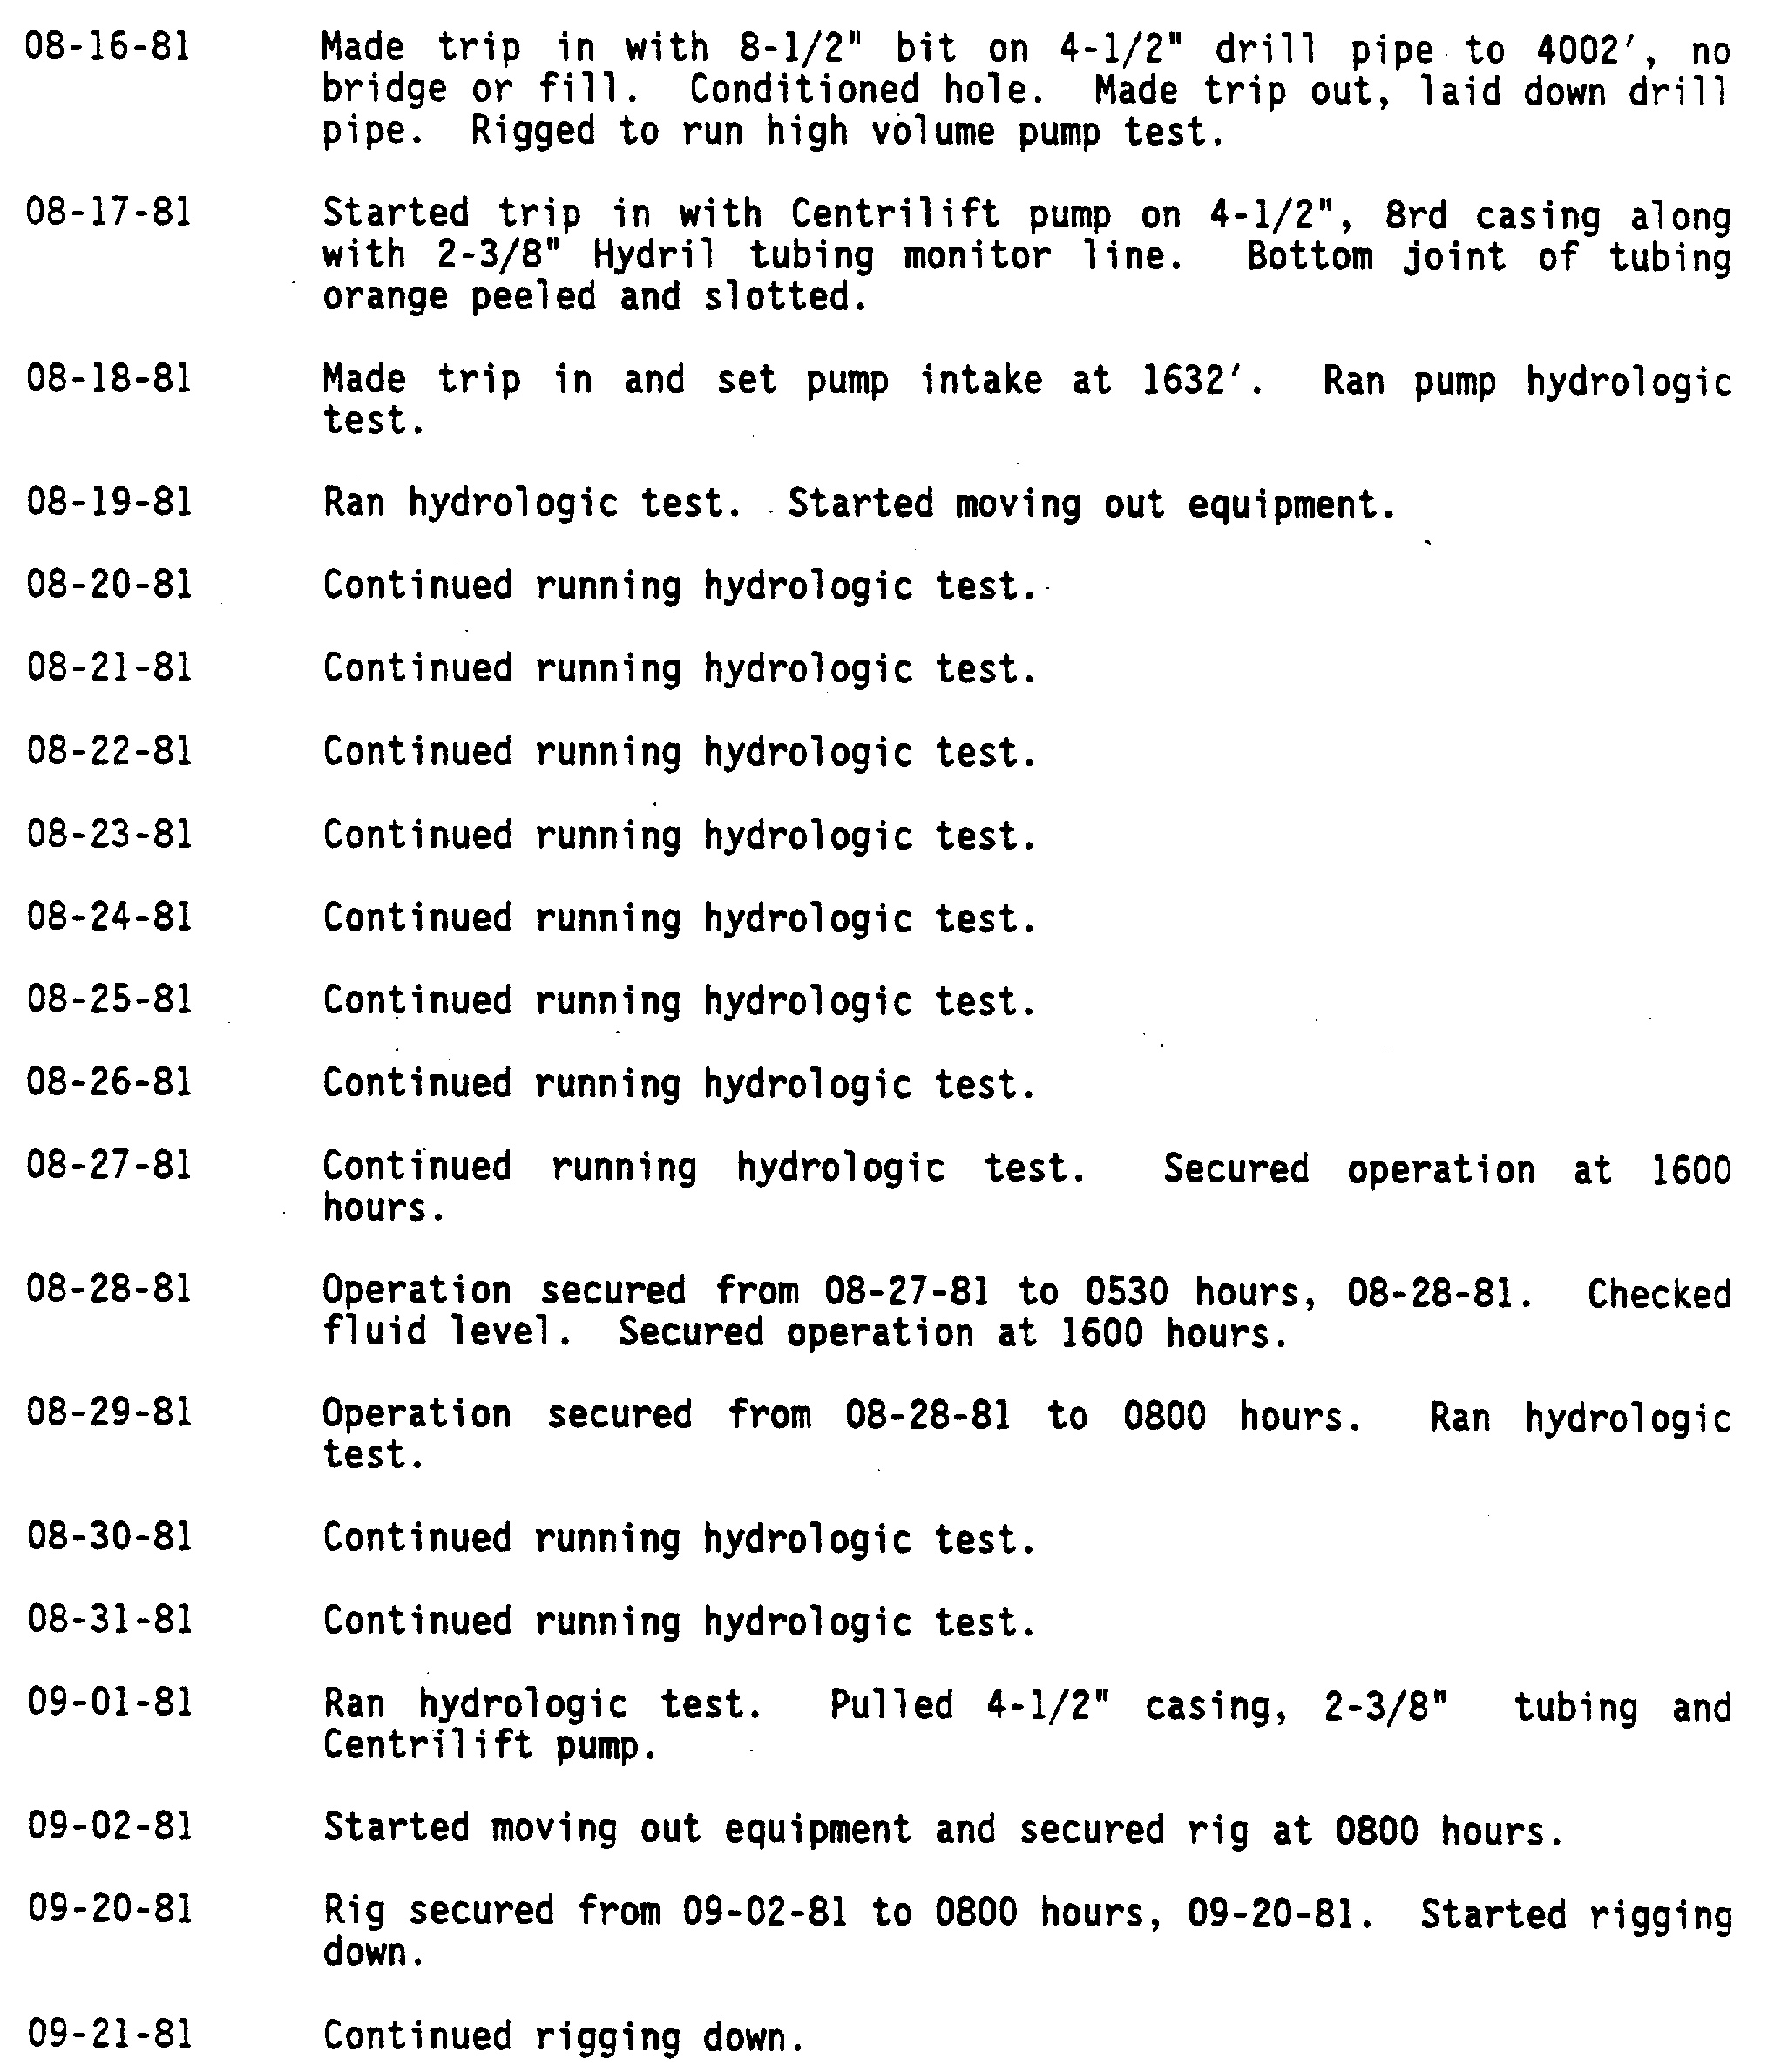 08-16-81 Made trip in with 8-1/2" bit on 4-1/2" drill pipe to 4002', no
bridge or fill. Conditioned hole. Made trip out, laid down drill
pipe. Rigged to run high volume pump test.
08-17-81 Started trip in with Centrilift pump on 4-1/2", 8rd casing along
with 2-3/8" Hydril tubing monitor line. Bottom joint of tubing
orange peeled and slotted.
08-18-81 Made trip in and set pump intake at 1632'. Ran pump hydrologic
test.
08-19-81 Ran hydrologic test. Started moving out equipment.
08-20-81 Continued running hydrologic test.
08-21-81 Continued running hydrologic test.
08-22-81 Continued running hydrologic test.
08-23-81 Continued running hydrologic test.
08-24-81 Continued running hydrologic test.
08-25-81 Continued running hydrologic test.
08-26-81 Continued running hydrologic test.
08-27-81 Continued running hydrologic test. Secured operation at 1600
hours.
08-28-81 Operation secured from 08-27-81 to 0530 hours, 08-28-81. Checked
fluid level. Secured operation at 1600 hours.
08-29-81 Operation secured from 08-28-81 to 0800 hours. Ran hydrologic
test.
08-30-81 Continued running hydrologic test.
08-31-81 Continued running hydrologic test.
09-01-81 Ran hydrologic test. Pulled 4-1/2" casing, 2-3/8" tubing and
Centrilift pump.
09-02-81 Started moving out equipment and secured rig at 0800 hours.
09-20-81 Rig secured from 09-02-81 to 0800 hours, 09-20-81. Started rigging
down.
09-21-81 Continued rigging down.